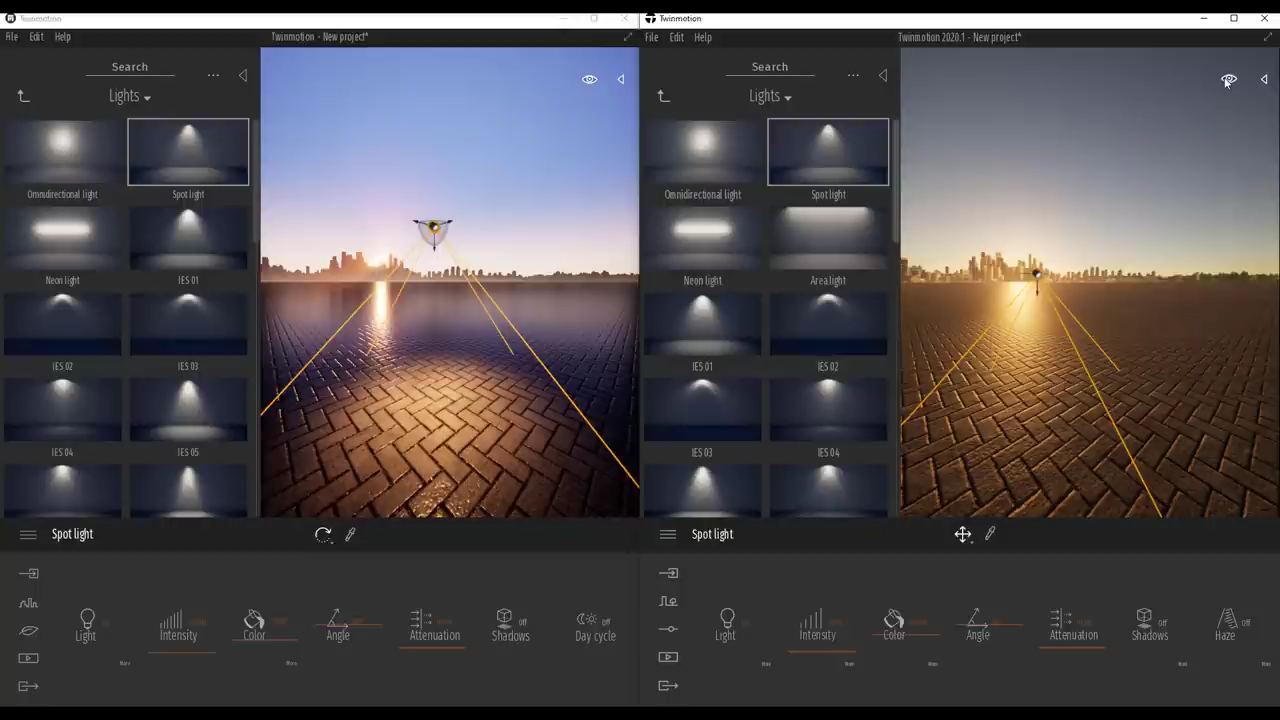 Twinmotion
File Edit Help
Twinmotion - New project*
Search
...
Lights
Omnidirectional light
Spot light
Neon light
IES 01
IES 02
IES 03
IES 04
IES 05
Spot light
Light
Intensity
Color
Angle
Attenuation
Shadows
Off
Day cycle
Off
More
More
Twinmotion
File Edit Help
Twinmotion 2020.1 - New project*
Search
...
Lights
Omnidirectional light
Spot light
Neon light
Area light
IES 01
IES 02
IES 03
IES 04
Spot light
Light
Intensity
Color
Angle
Attenuation
Shadows
Off
Haze
Off